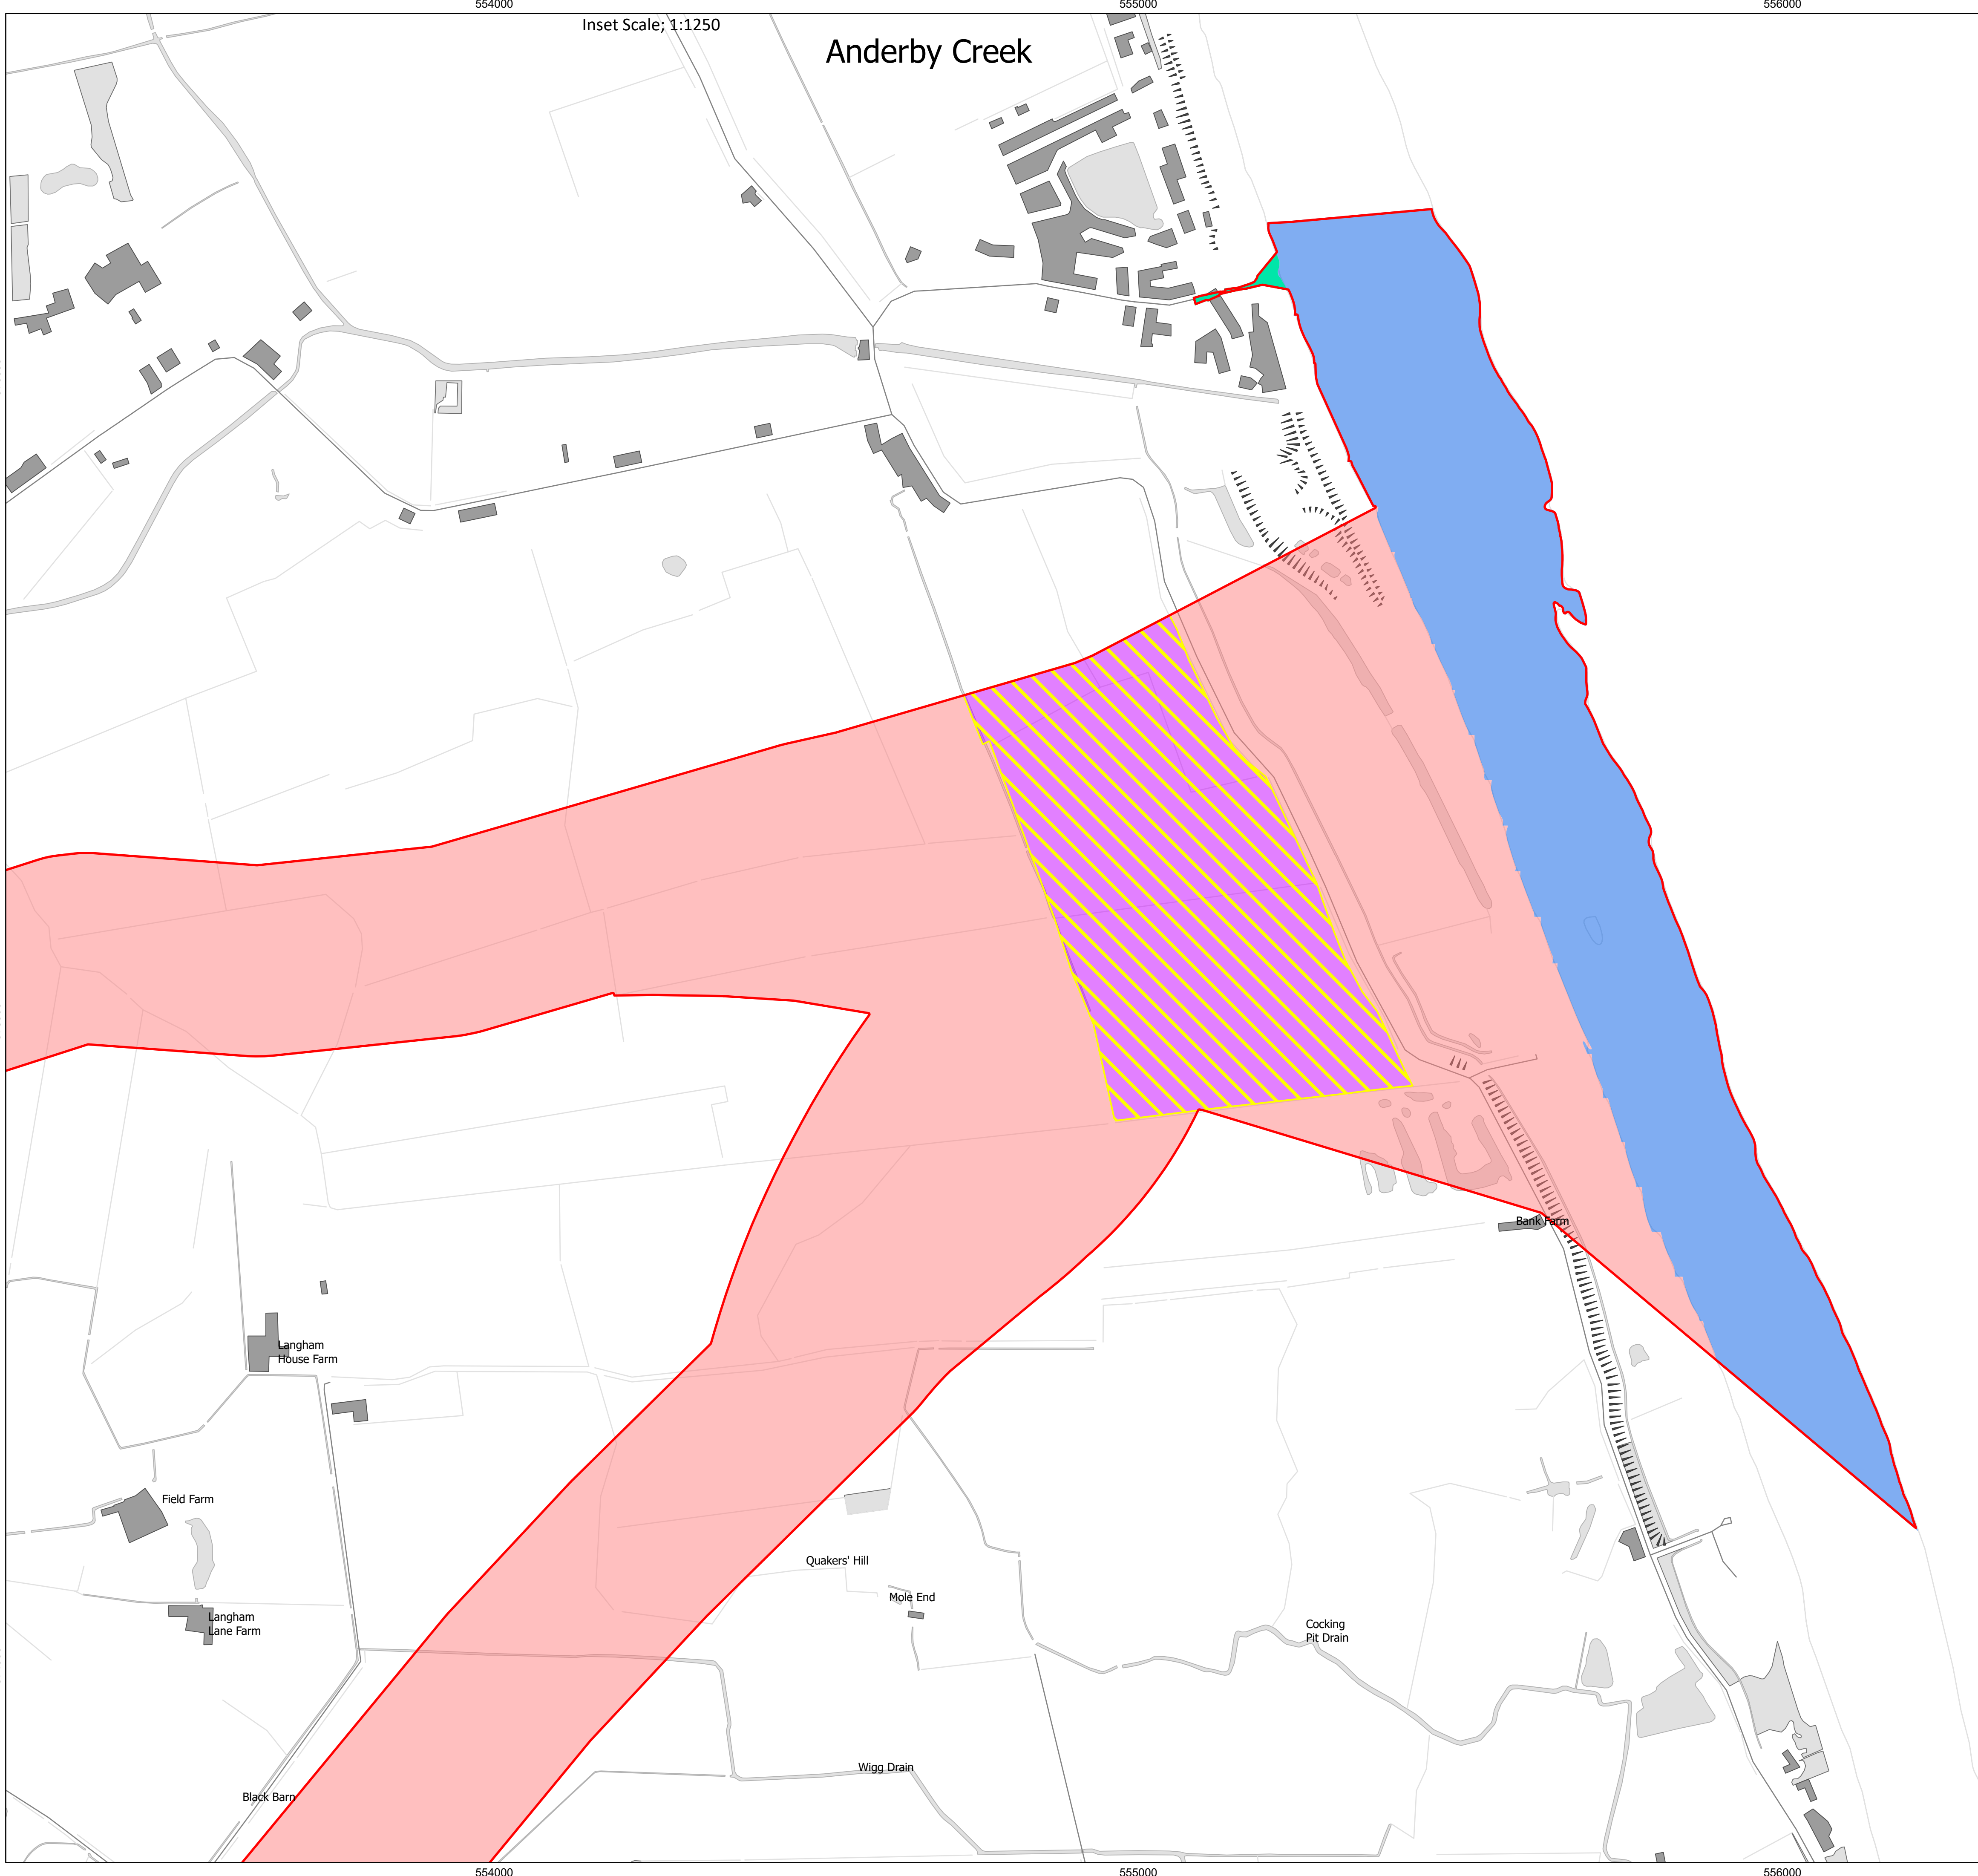 554000
555000
556000
Inset Scale; 1:1250
Anderby Creek
Bank Farm
Langham
House Farm
Field Farm
Quakers' Hill
Mole End
Langham
Lane Farm
Cocking
Pit Drain
Wigg Drain
Black Barn
554000
555000
556000